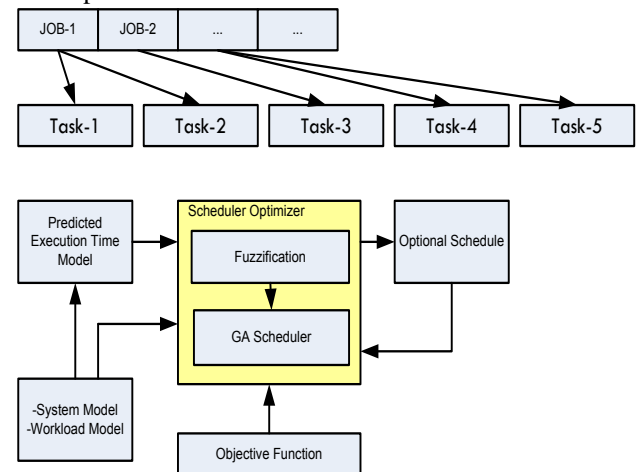 JOB-1 JOB-2 ... ...
Task-1 Task-2 Task-3 Task-4 Task-5
Scheduler Optimizer
Predicted
Execution Time
Model
Fuzzification
Optional Schedule
GA Scheduler
-System Model
-Workload Model
Objective Function